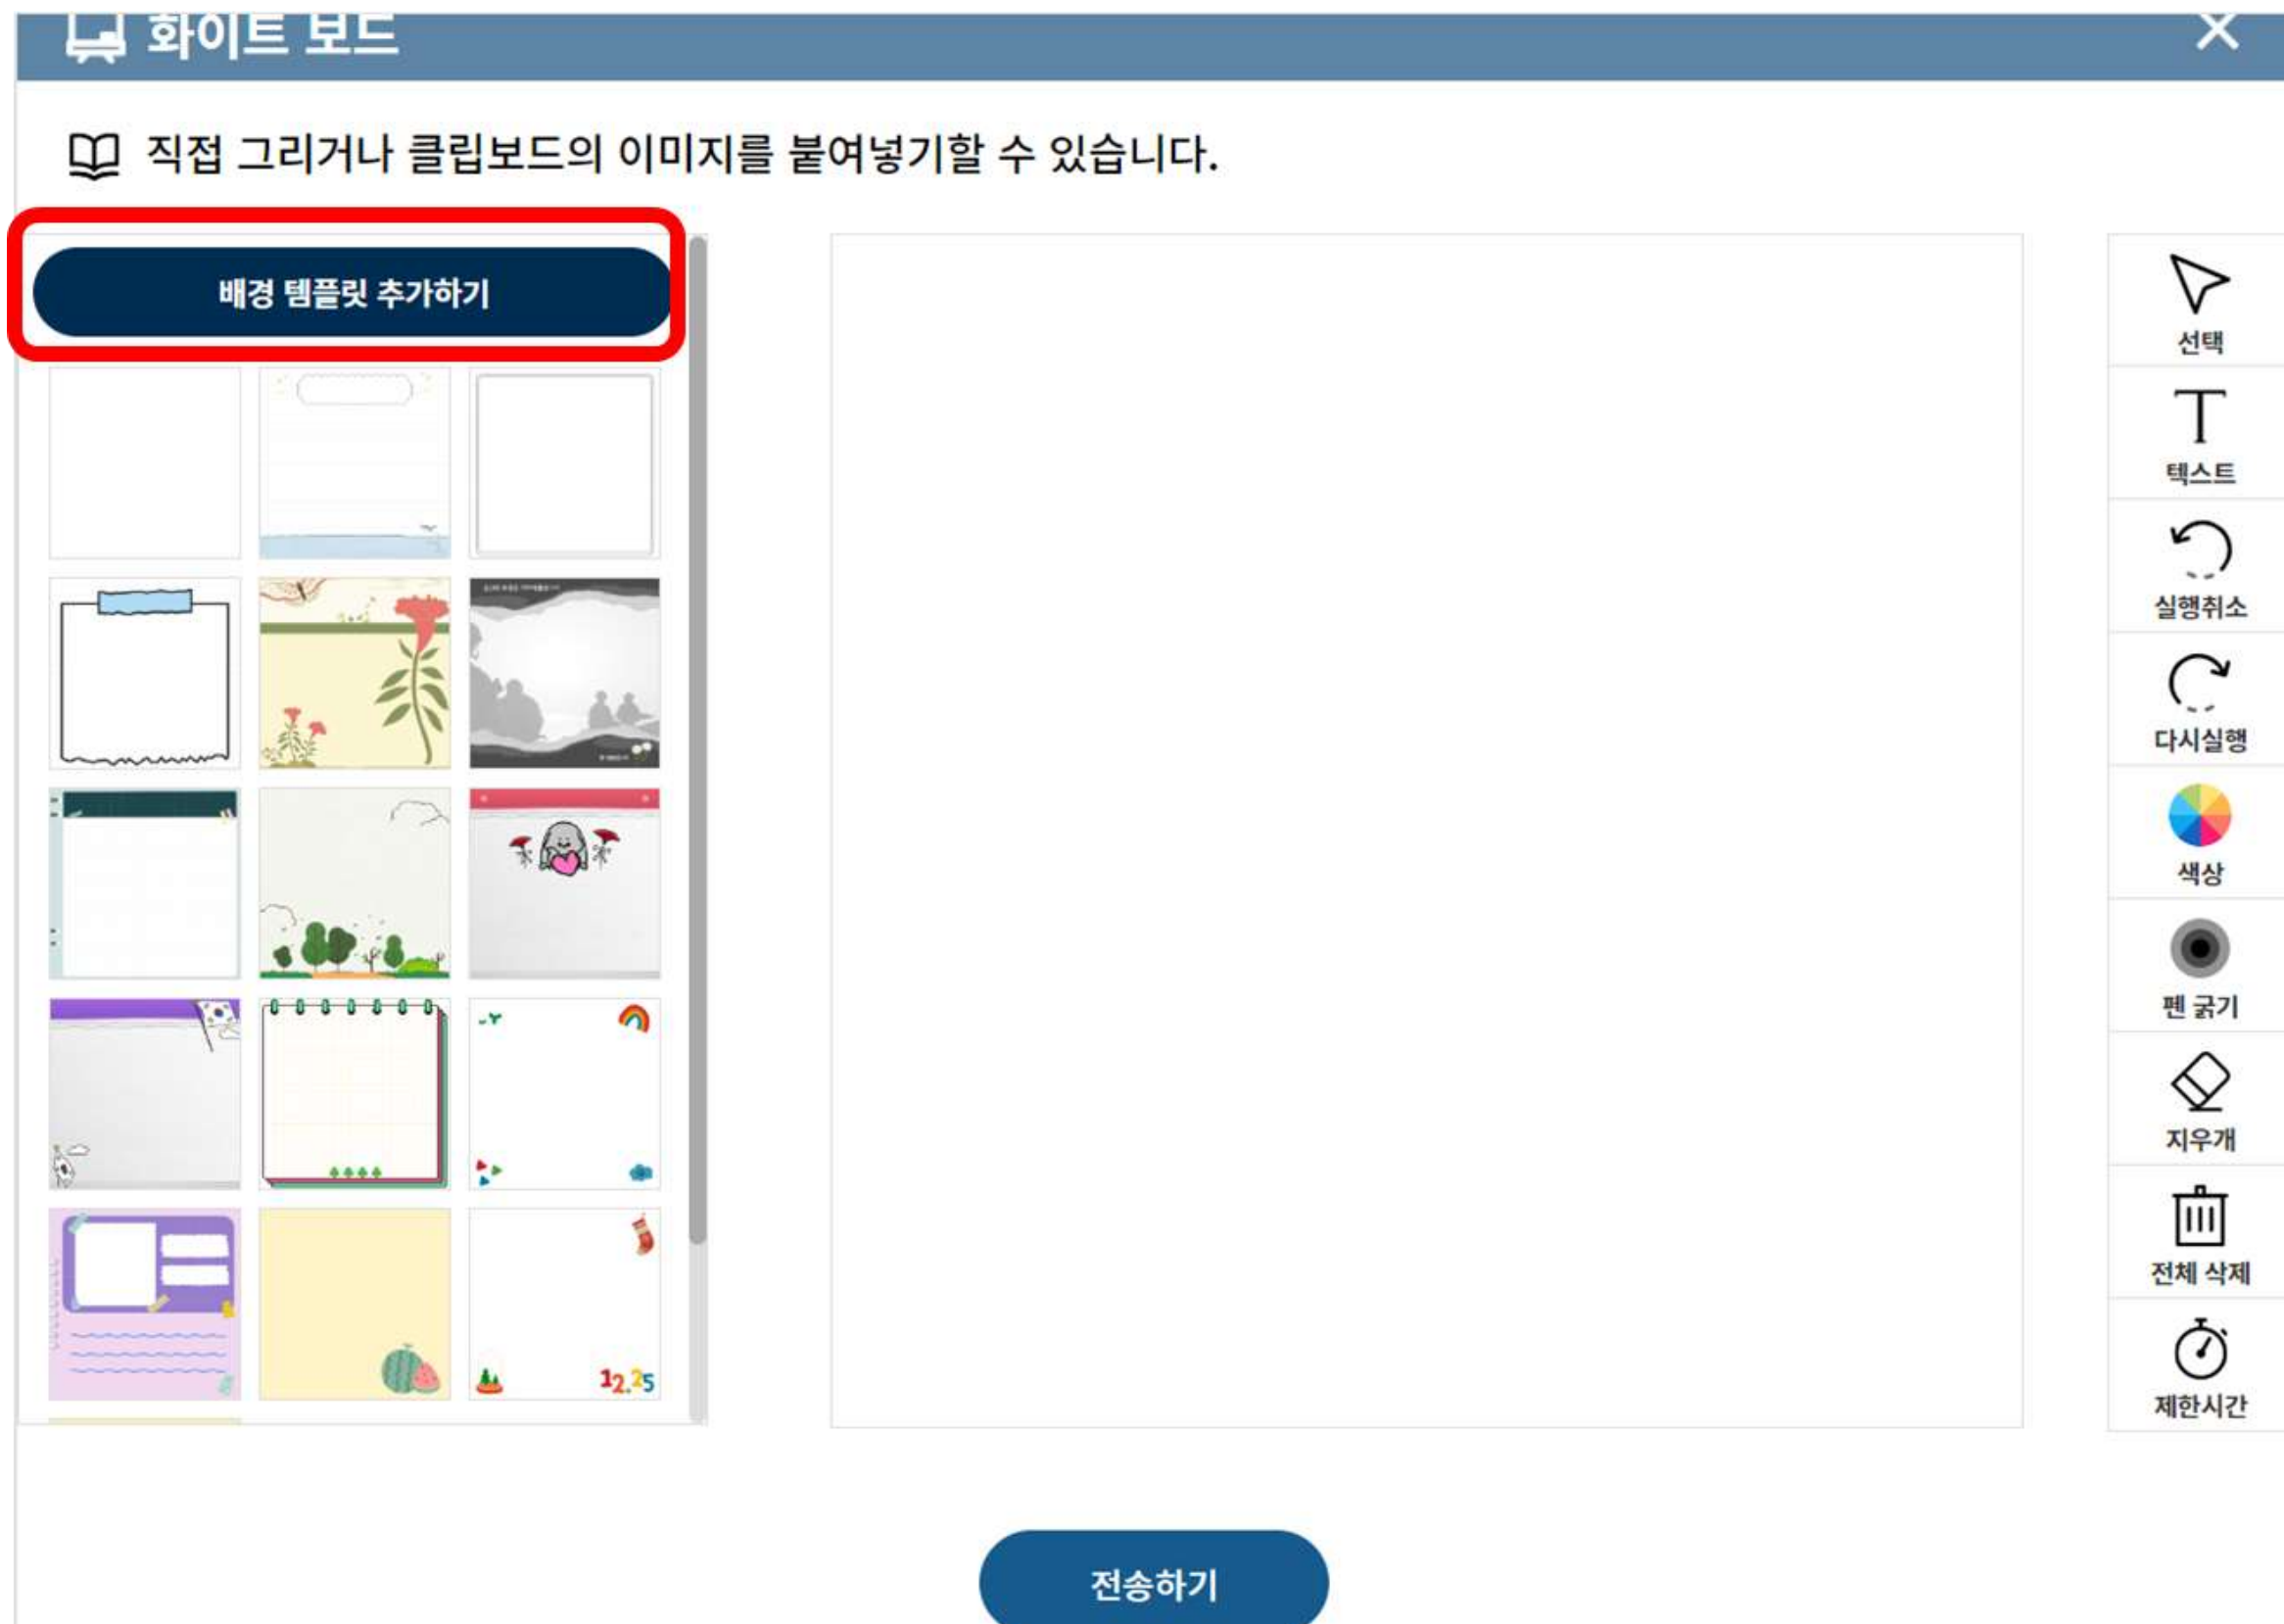 화이트 보드
직접 그리거나 클립보드의 이미지를 붙여넣기할 수 있습니다.
배경 템플릿 추가하기
12.25
선택
텍스트
실행취소
다시실행
색상
펜 굵기
지우개
전체 삭제
제한시간
전송하기